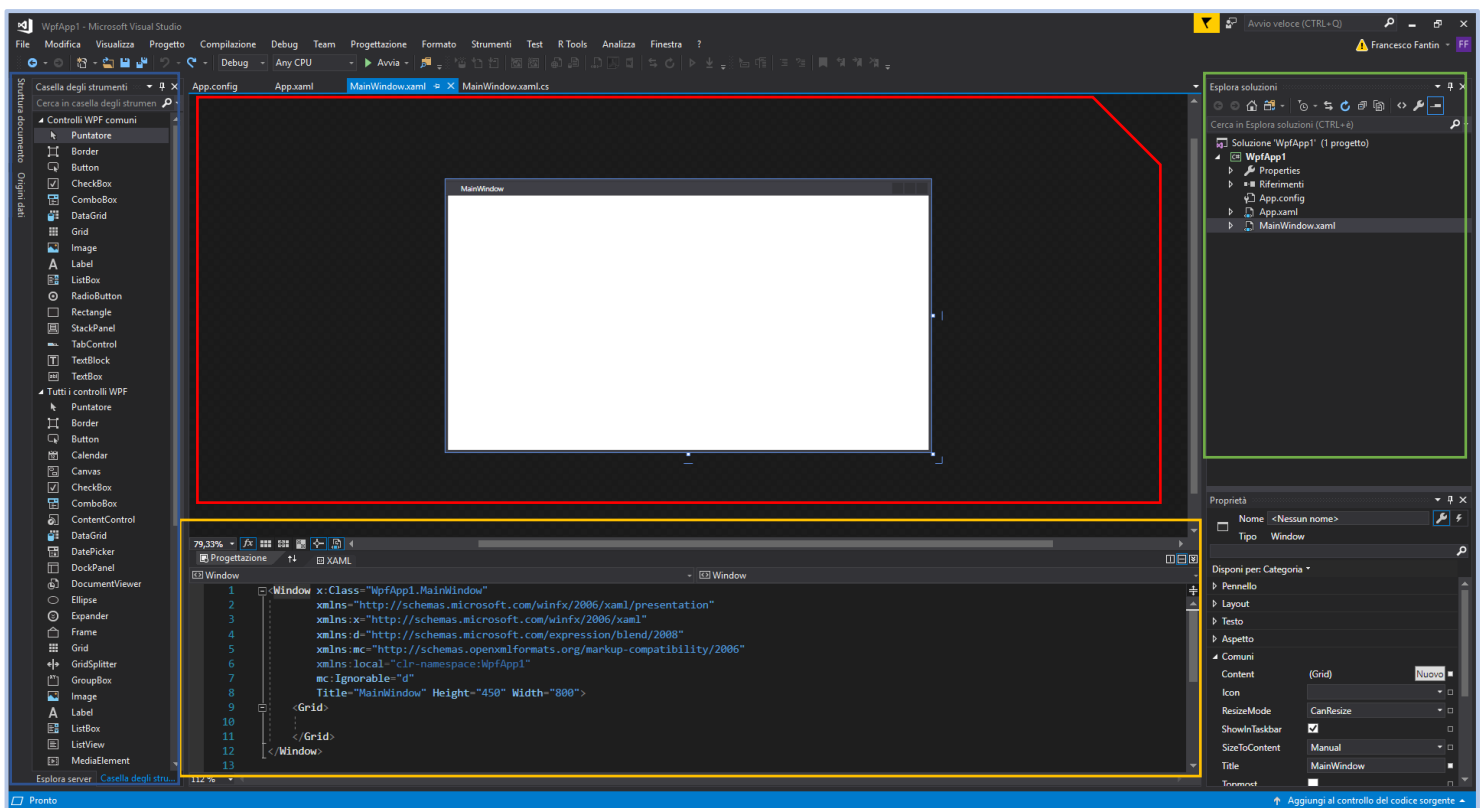 WpfApp1 - Microsoft Visual Studio
Avvio veloce (CTRL+Q)
File Modifica Visualizza Progetto Compilazione Debug Team Progettazione Formato Strumenti Test R Tools Analizza Finestra ?
Francesco Fantin FF
Debug Any CPU Avvia
Struttura documento
Origini dati
Casella degli strumenti
Cerca in casella degli strumen
Controlli WPF comuni
Puntatore
Border
Button
CheckBox
ComboBox
DataGrid
Grid
Image
Label
ListBox
RadioButton
Rectangle
StackPanel
TabControl
TextBlock
TextBox
Tutti i controlli WPF
Puntatore
Border
Button
Calendar
Canvas
CheckBox
ComboBox
ContentControl
DataGrid
DatePicker
DockPanel
DocumentViewer
Ellipse
Expander
Frame
Grid
GridSplitter
GroupBox
Image
Label
ListBox
ListView
MediaElement
Esplora server Casella degli stru...
App.config App.xaml MainWindow.xaml MainWindow.xaml.cs
MainWindow
79,33%
Progettazione XAML
Window Window
1 <Window x:Class="WpfApp1.MainWindow"
2 xmlns="http://schemas.microsoft.com/winfx/2006/xaml/presentation"
3 xmlns:x="http://schemas.microsoft.com/winfx/2006/xaml"
4 xmlns:d="http://schemas.microsoft.com/expression/blend/2008"
5 xmlns:mc="http://schemas.openxmlformats.org/markup-compatibility/2006"
6 xmlns:local="clr-namespace:WpfApp1"
7 mc:Ignorable="d"
8 Title="MainWindow" Height="450" Width="800">
9 <Grid>
10
11 </Grid>
12 </Window>
13
112 %
Esplora soluzioni
Cerca in Esplora soluzioni (CTRL+è)
Soluzione 'WpfApp1' (1 progetto)
WpfApp1
Properties
Riferimenti
App.config
App.xaml
MainWindow.xaml
Proprietà
Nome <Nessun nome>
Tipo Window
Disponi per: Categoria
Pennello
Layout
Testo
Aspetto
Comuni
Content (Grid) Nuovo
Icon
ResizeMode CanResize
ShowInTaskbar
SizeToContent Manual
Title MainWindow
Topmost
Pronto
Aggiungi al controllo del codice sorgente